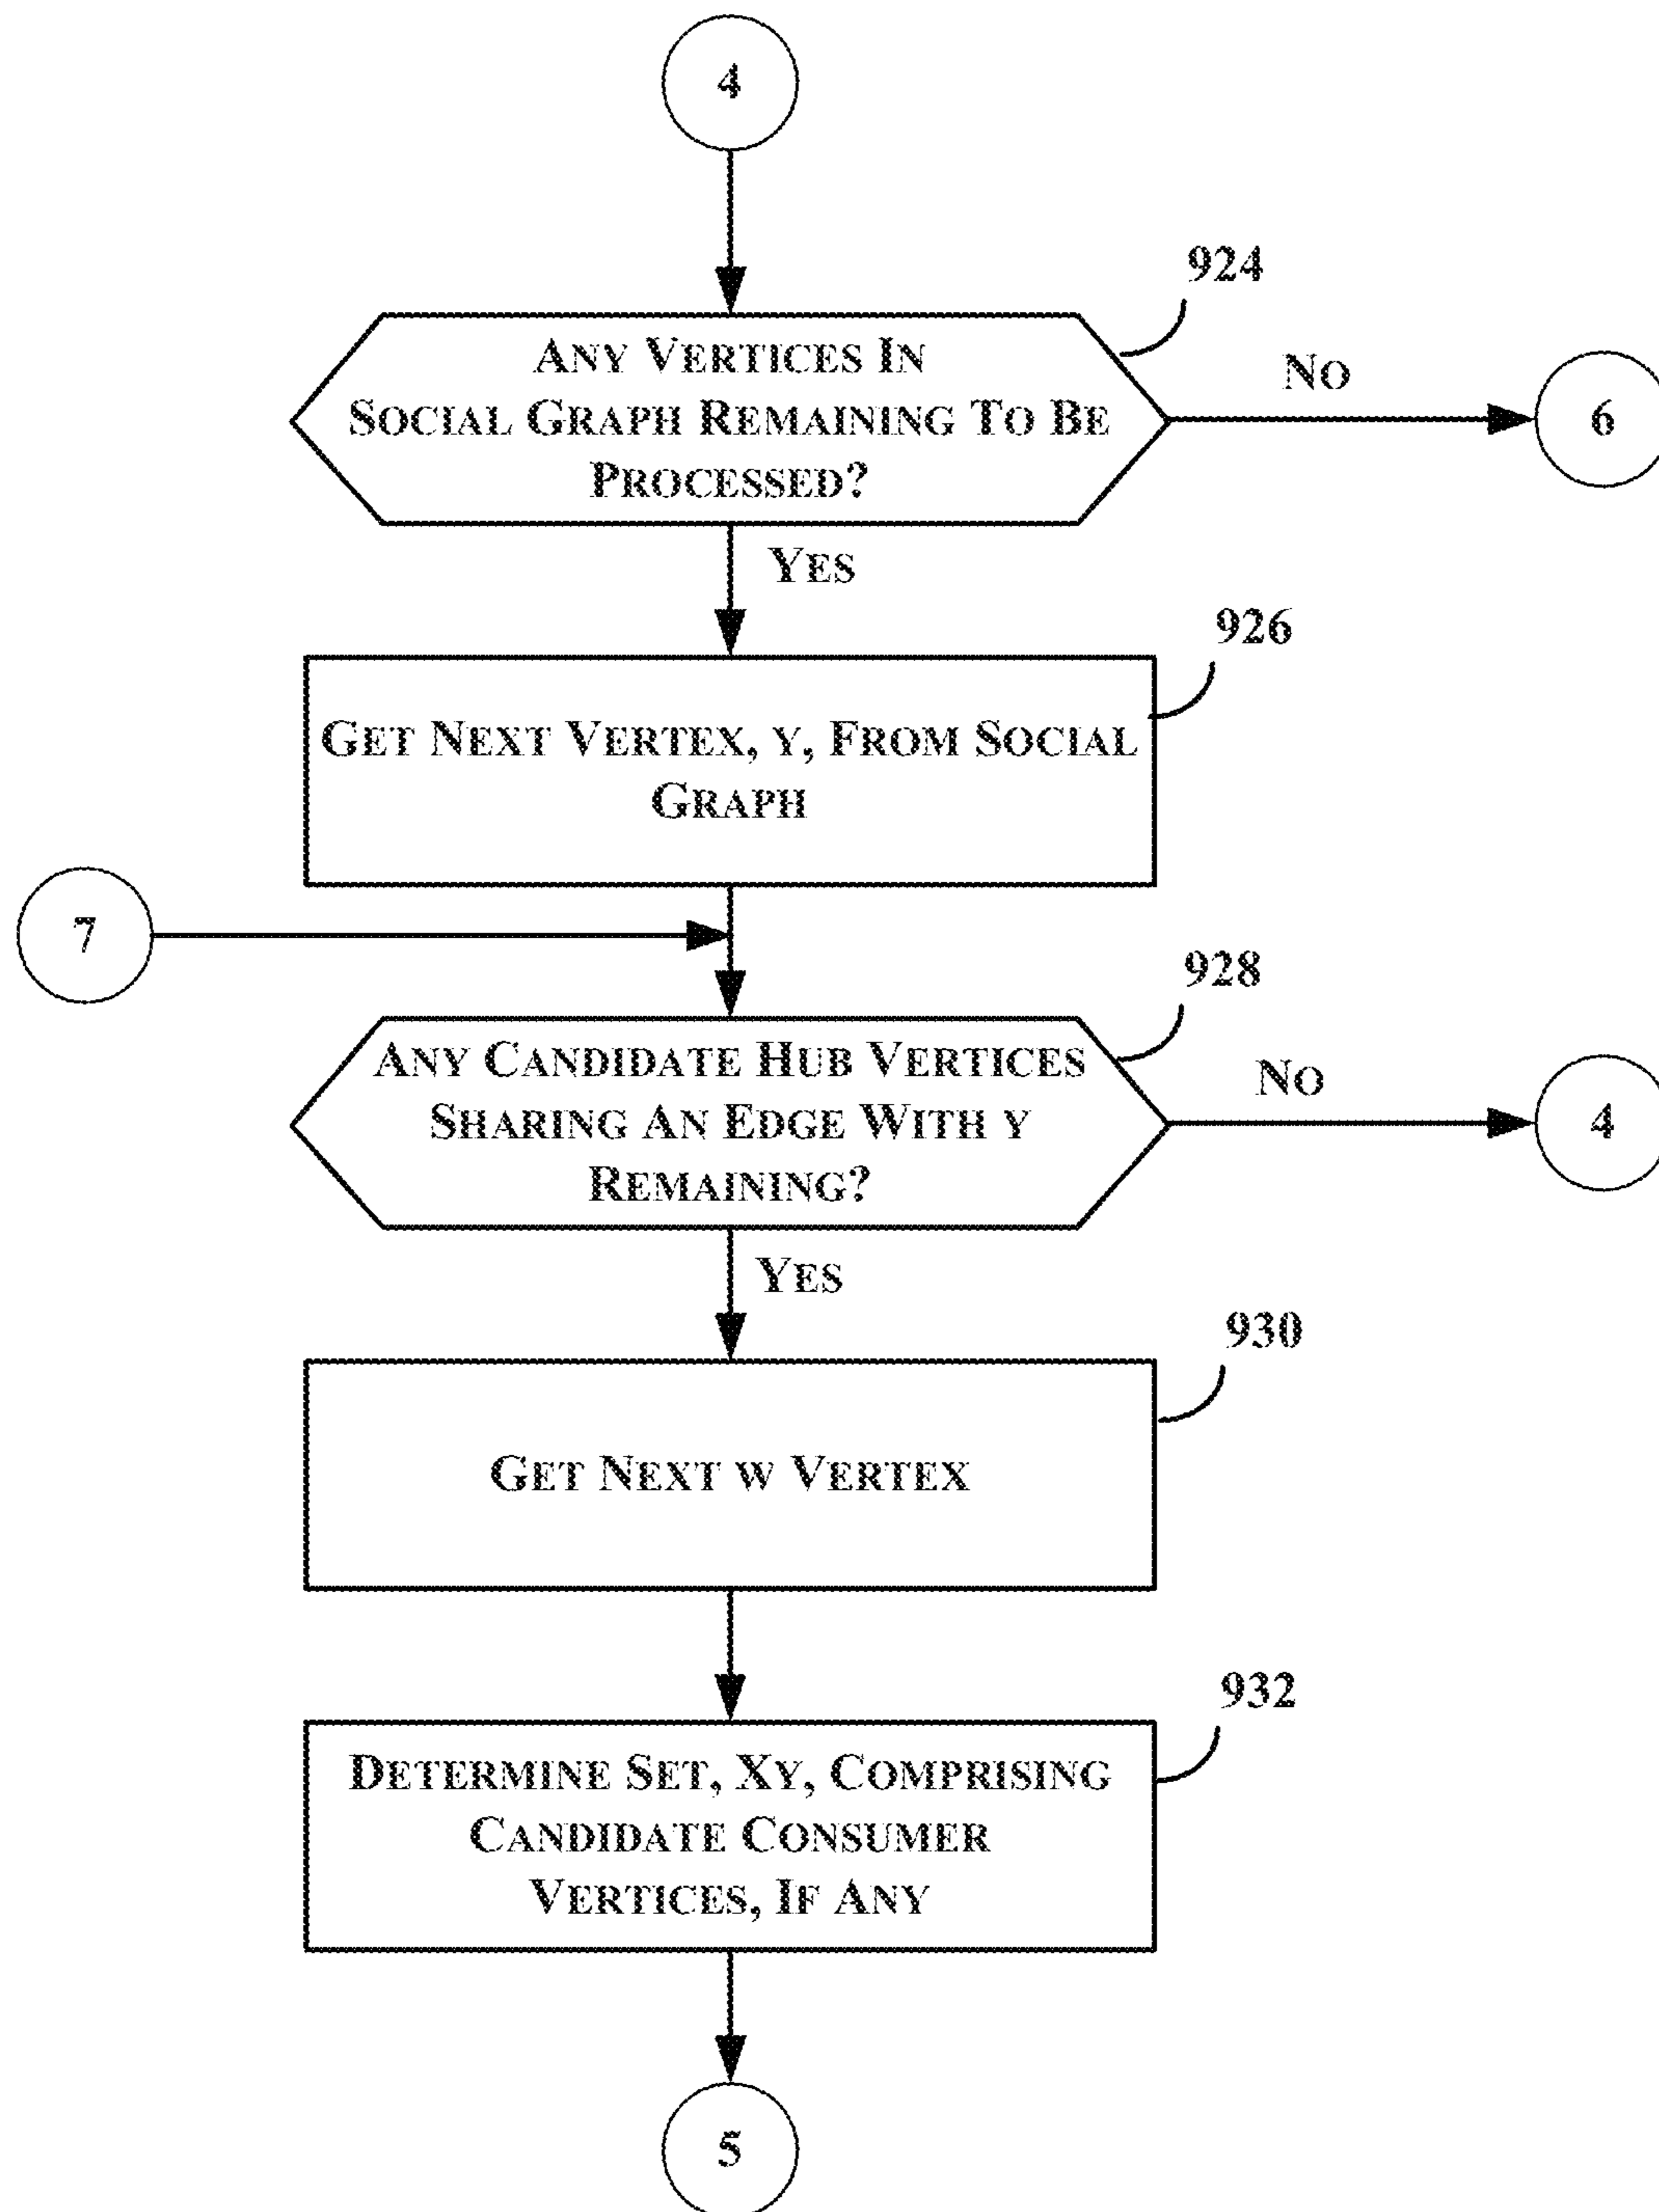 4
924
Any Vertices In
Social Graph Remaining To Be
Processed?
No
6
Yes
926
Get Next Vertex, y, From Social
Graph
7
928
Any Candidate Hub Vertices
Sharing An Edge With y
Remaining?
No
4
Yes
930
Get Next w Vertex
932
Determine Set, Xy, Comprising
Candidate Consumer
Vertices, If Any
5